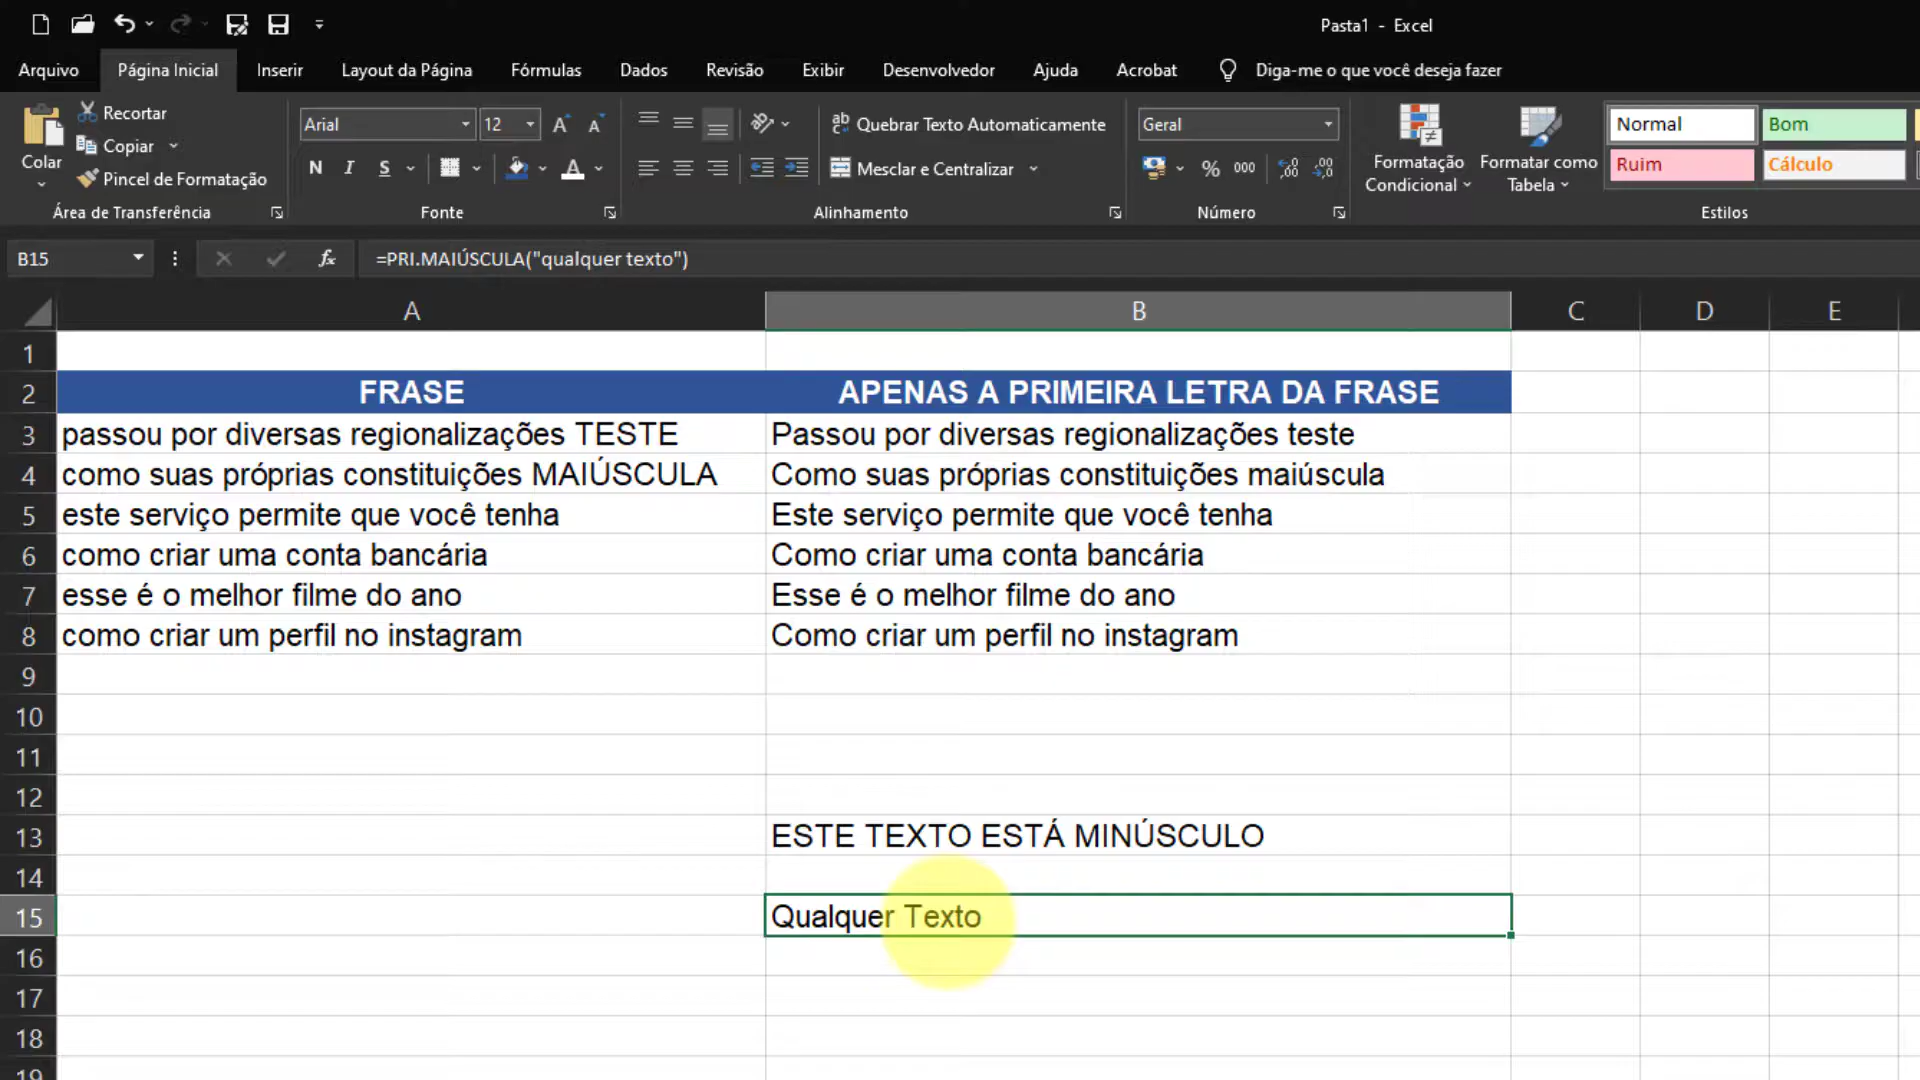 Pasta1 - Excel
Arquivo Página Inicial Inserir Layout da Página Fórmulas Dados Revisão Exibir Desenvolvedor Ajuda Acrobat Diga-me o que você deseja fazer
Colar
Recortar
Copiar
Pincel de Formatação
Área de Transferência
Arial 12
N I S A
Fonte
Quebrar Texto Automaticamente
Mesclar e Centralizar
Alinhamento
Geral
% 000
Número
Formatação Condicional
Formatar como Tabela
Normal Bom
Ruim Cálculo
Estilos
B15 fx =PRI.MAIÚSCULA("qualquer texto")
A B C D E
1
2 FRASE APENAS A PRIMEIRA LETRA DA FRASE
3 passou por diversas regionalizações TESTE Passou por diversas regionalizações teste
4 como suas próprias constituições MAIÚSCULA Como suas próprias constituições maiúscula
5 este serviço permite que você tenha Este serviço permite que você tenha
6 como criar uma conta bancária Como criar uma conta bancária
7 esse é o melhor filme do ano Esse é o melhor filme do ano
8 como criar um perfil no instagram Como criar um perfil no instagram
9
10
11
12
13 ESTE TEXTO ESTÁ MINÚSCULO
14
15 Qualquer Texto
16
17
18
19